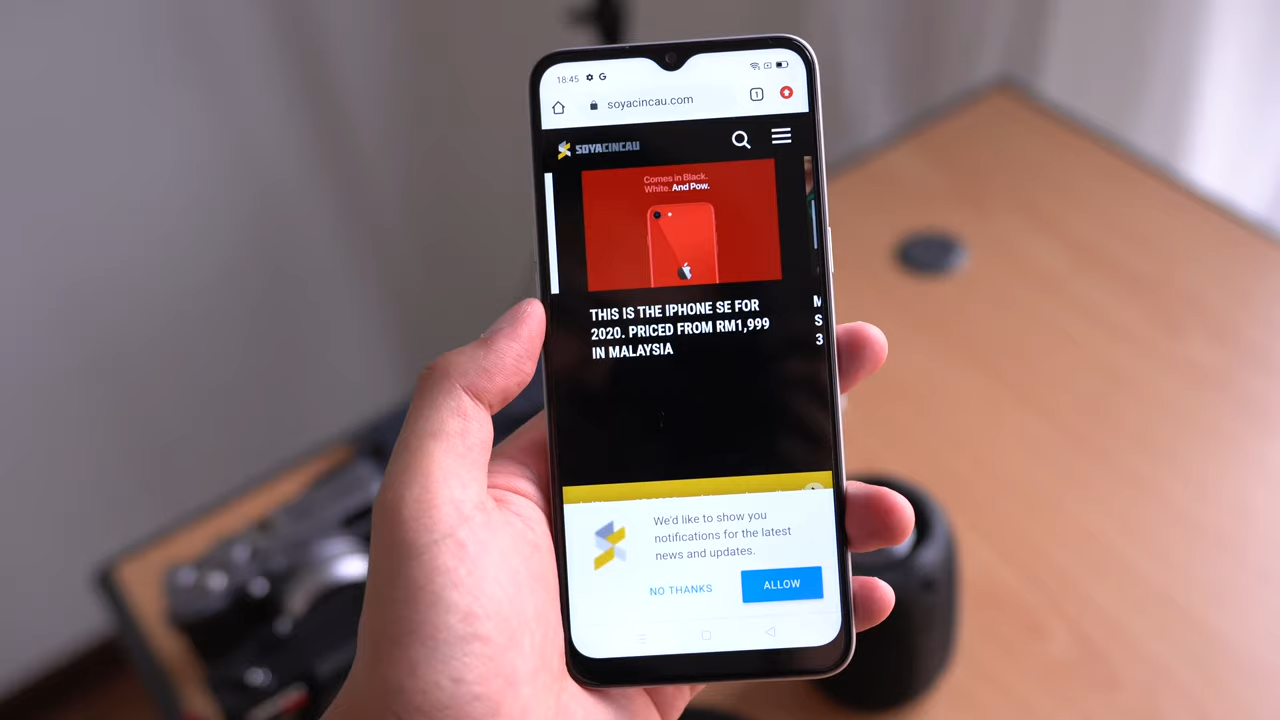 18:45
soyacincau.com
1
SOYACINCAU
Comes in Black.
White. And Pow.
THIS IS THE IPHONE SE FOR
2020. PRICED FROM RM1,999
IN MALAYSIA
M
S
3
We'd like to show you
notifications for the latest
news and updates.
NO THANKS
ALLOW